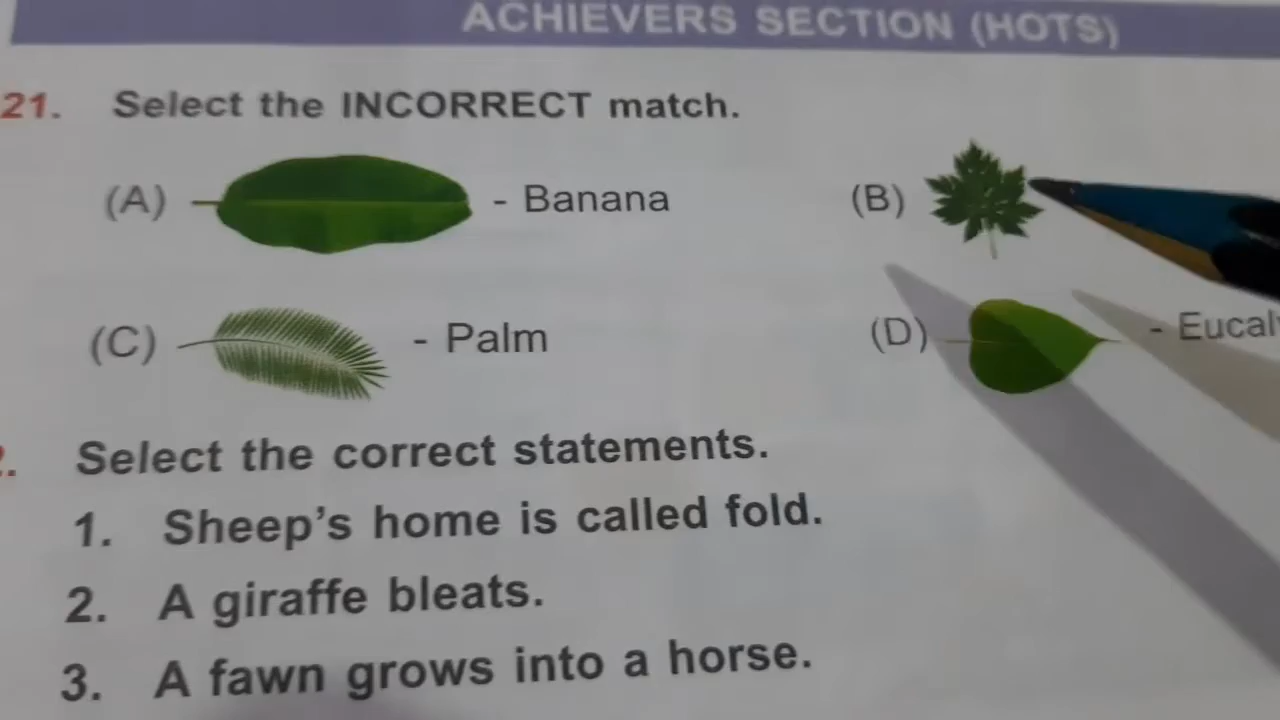 ACHIEVERS SECTION (HOTS)
21. Select the INCORRECT match.
(A) - Banana (B)
(C) - Palm (D) -
. Select the correct statements.
1. Sheep's home is called fold.
2. A giraffe bleats.
3. A fawn grows into a horse.